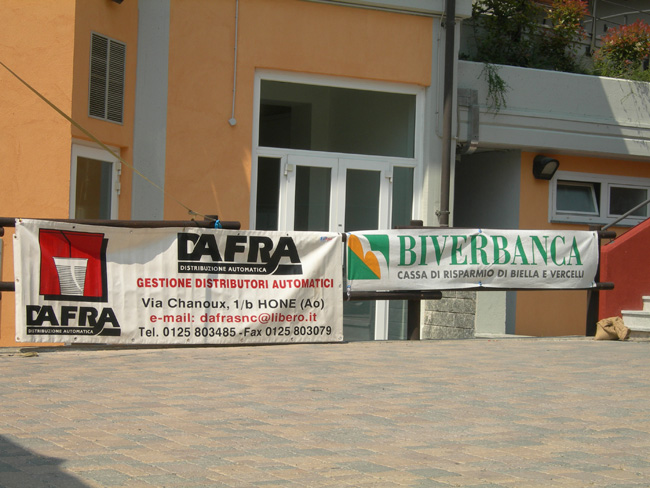 DAFRA
DISTRIBUZIONE AUTOMATICA
DAFRA
DISTRIBUZIONE AUTOMATICA
GESTIONE DISTRIBUTORI AUTOMATICI
Via Chanoux, 1/b HONE (Ao)
e-mail: dafrasnc@libero.it
Tel. 0125 803485 - Fax 0125 803079
BIVERBANCA
CASSA DI RISPARMIO DI BIELLA E VERCELLI